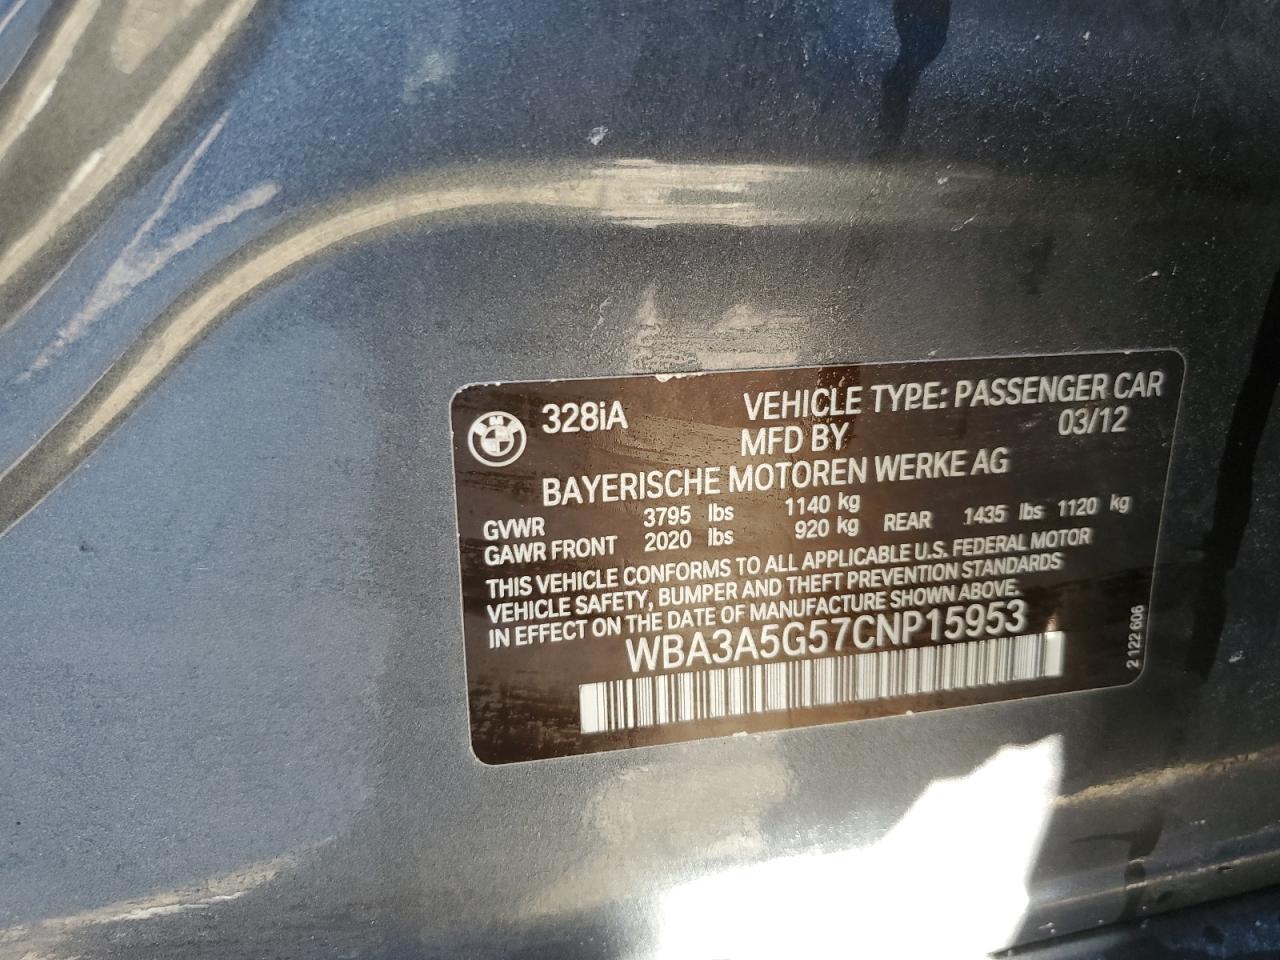 328iA VEHICLE TYPE: PASSENGER CAR
MFD BY 03/12
BAYERISCHE MOTOREN WERKE AG
GVWR 3795 lbs 1140 kg
GAWR FRONT 2020 lbs 920 kg REAR 1435 lbs 1120 kg
THIS VEHICLE CONFORMS TO ALL APPLICABLE U.S. FEDERAL MOTOR
VEHICLE SAFETY, BUMPER AND THEFT PREVENTION STANDARDS
IN EFFECT ON THE DATE OF MANUFACTURE SHOWN ABOVE.
WBA3A5G57CNP15953
2 122 606